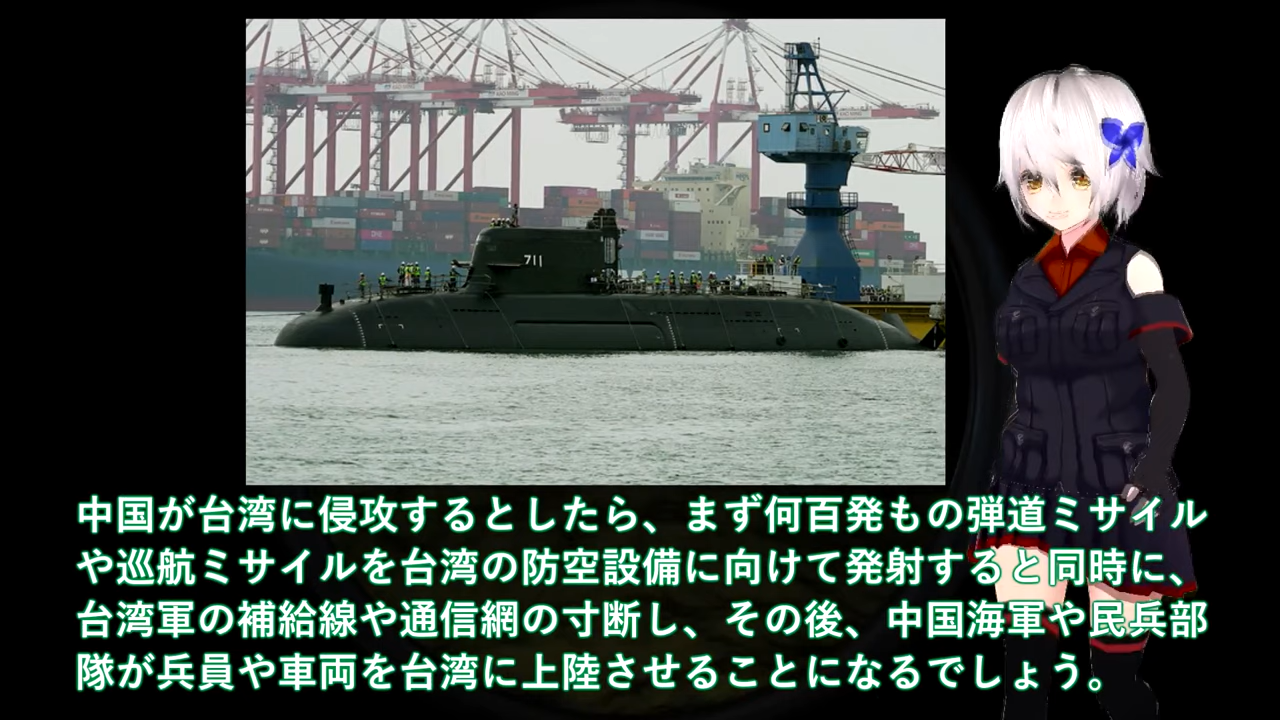 711
中国が台湾に侵攻するとしたら、まず何百発もの弾道ミサイル
や巡航ミサイルを台湾の防空設備に向けて発射すると同時に、
台湾軍の補給線や通信網の寸断し、その後、中国海軍や民兵部
隊が兵員や車両を台湾に上陸させることになるでしょう。